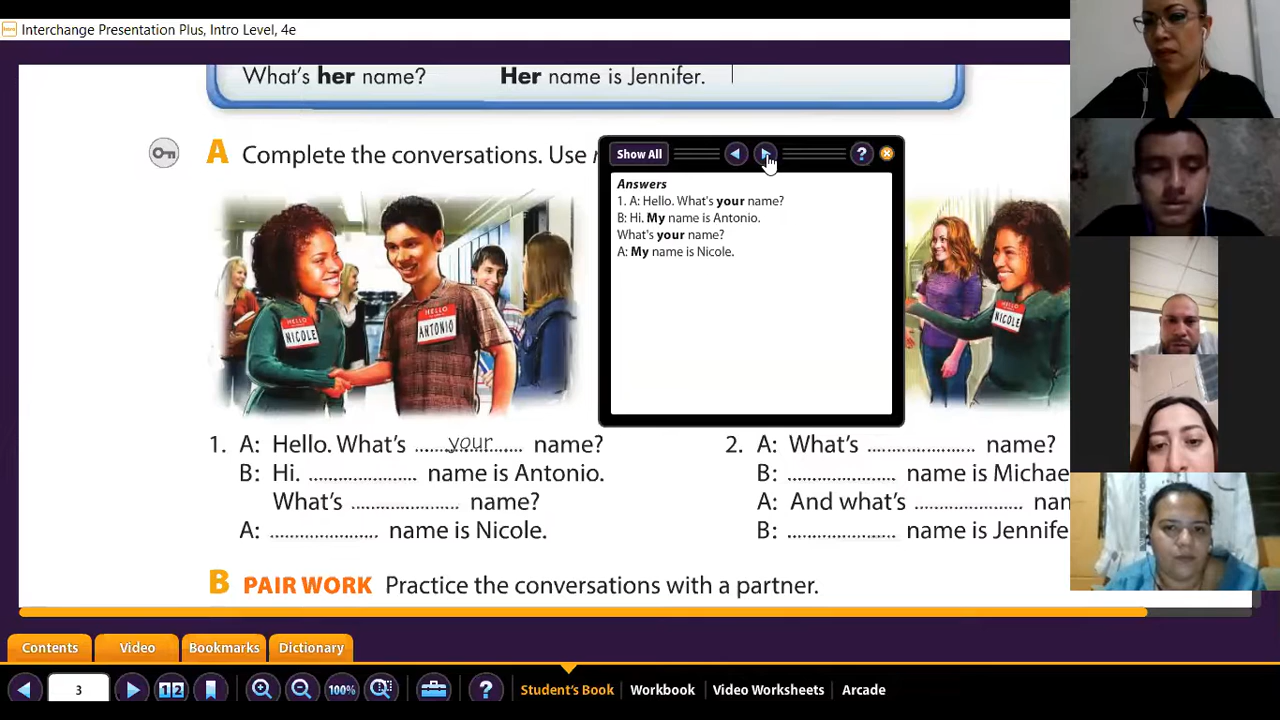 Interchange Presentation Plus, Intro Level, 4e
What's her name? Her name is Jennifer.
A Complete the conversations. Use
Show All
?
Answers
1. A: Hello. What's your name?
B: Hi. My name is Antonio.
What's your name?
A: My name is Nicole.
HELLO
NICOLE
HELLO
ANTONIO
NICOLE
1. A: Hello. What's your name?
B: Hi. .................... name is Antonio.
What's .................... name?
A: .................... name is Nicole.
2. A: What's .................... name?
B: .................... name is Michae
A: And what's .................... nan
B: .................... name is Jennife
B PAIR WORK Practice the conversations with a partner.
Contents Video Bookmarks Dictionary
3 12 100% ? Student's Book Workbook Video Worksheets Arcade